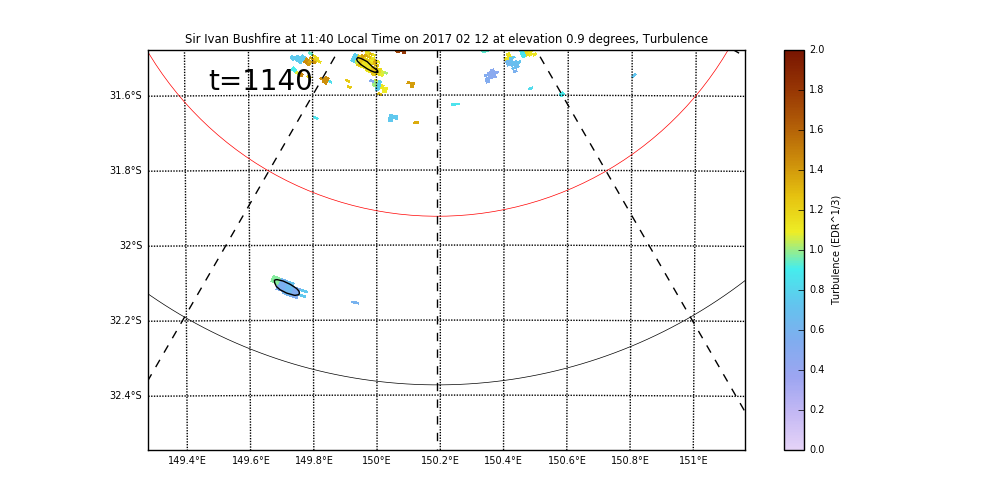 Sir Ivan Bushfire at 11:40 Local Time on 2017 02 12 at elevation 0.9 degrees, Turbulence
t=1140
31.6°S
31.8°S
32°S
32.2°S
32.4°S
149.4°E 149.6°E 149.8°E 150°E 150.2°E 150.4°E 150.6°E 150.8°E 151°E
2.0
1.8
1.6
1.4
1.2
1.0
0.8
0.6
0.4
0.2
0.0
Turbulence (EDR^1/3)